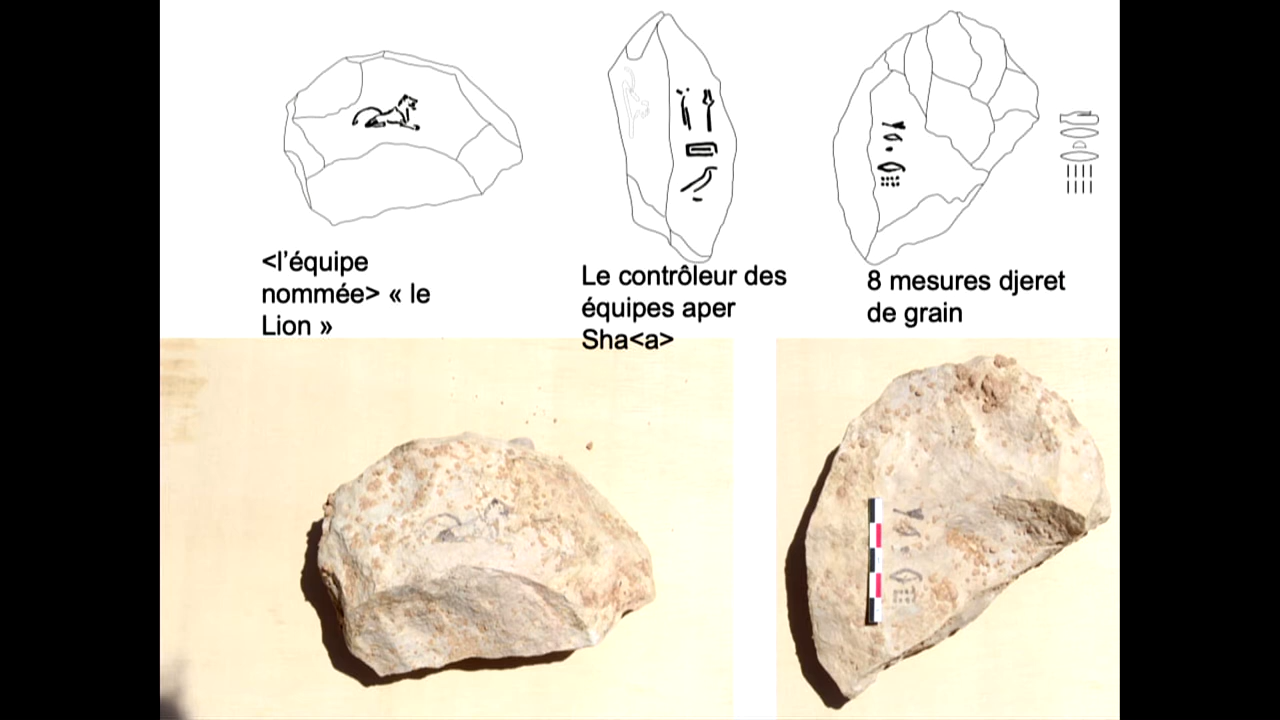 <l’équipe
nommée> « le
Lion »
Le contrôleur des
équipes aper
Sha<a>
8 mesures djeret
de grain